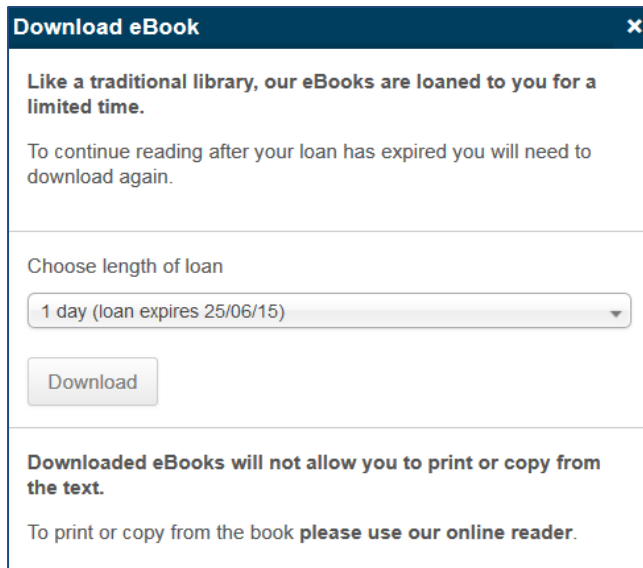 Download eBook
Like a traditional library, our eBooks are loaned to you for a
limited time.
To continue reading after your loan has expired you will need to
download again.
Choose length of loan
1 day (loan expires 25/06/15)
Download
Downloaded eBooks will not allow you to print or copy from
the text.
To print or copy from the book please use our online reader.